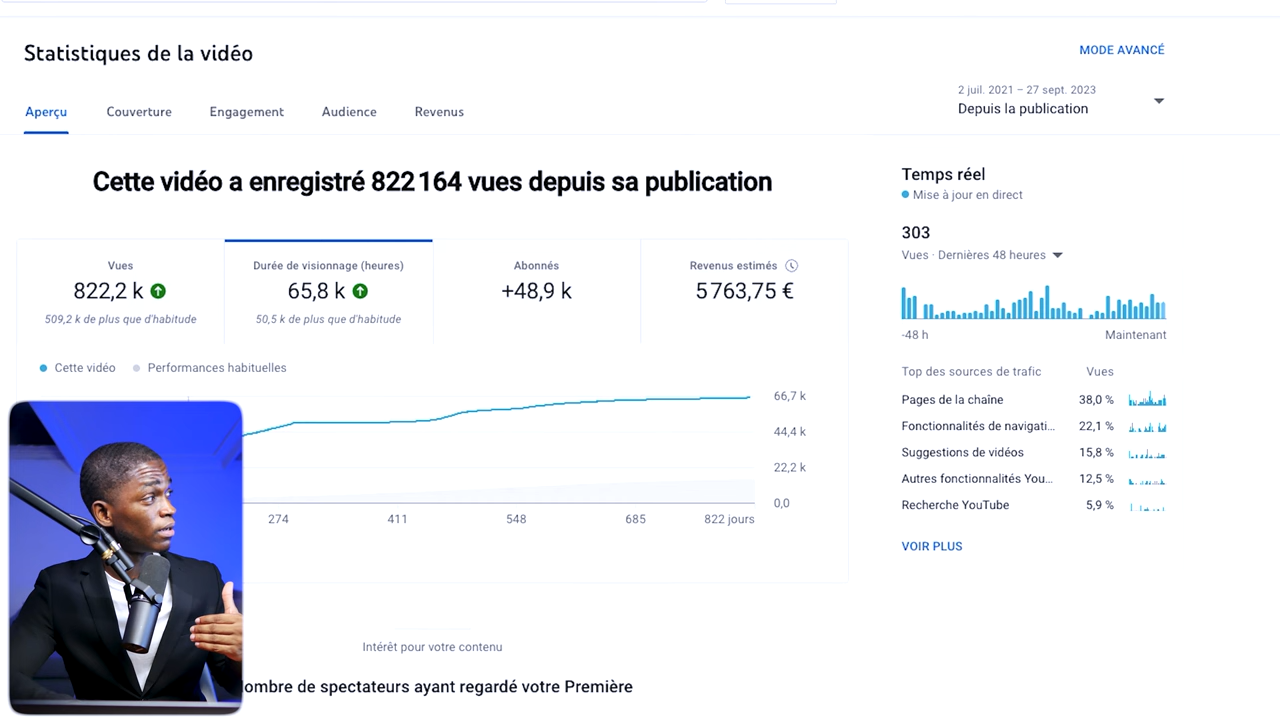 Statistiques de la vidéo
MODE AVANCÉ
2 juil. 2021 – 27 sept. 2023
Depuis la publication
Aperçu
Couverture
Engagement
Audience
Revenus
Cette vidéo a enregistré 822 164 vues depuis sa publication
Vues
822,2 k
509,2 k de plus que d'habitude
Durée de visionnage (heures)
65,8 k
50,5 k de plus que d'habitude
Abonnés
+48,9 k
Revenus estimés
5 763,75 €
Cette vidéo
Performances habituelles
66,7 k
44,4 k
22,2 k
0,0
274
411
548
685
822 jours
Intérêt pour votre contenu
ombre de spectateurs ayant regardé votre Première
Temps réel
Mise à jour en direct
303
Vues · Dernières 48 heures
-48 h
Maintenant
Top des sources de trafic
Vues
Pages de la chaîne
38,0 %
Fonctionnalités de navigati...
22,1 %
Suggestions de vidéos
15,8 %
Autres fonctionnalités You...
12,5 %
Recherche YouTube
5,9 %
VOIR PLUS